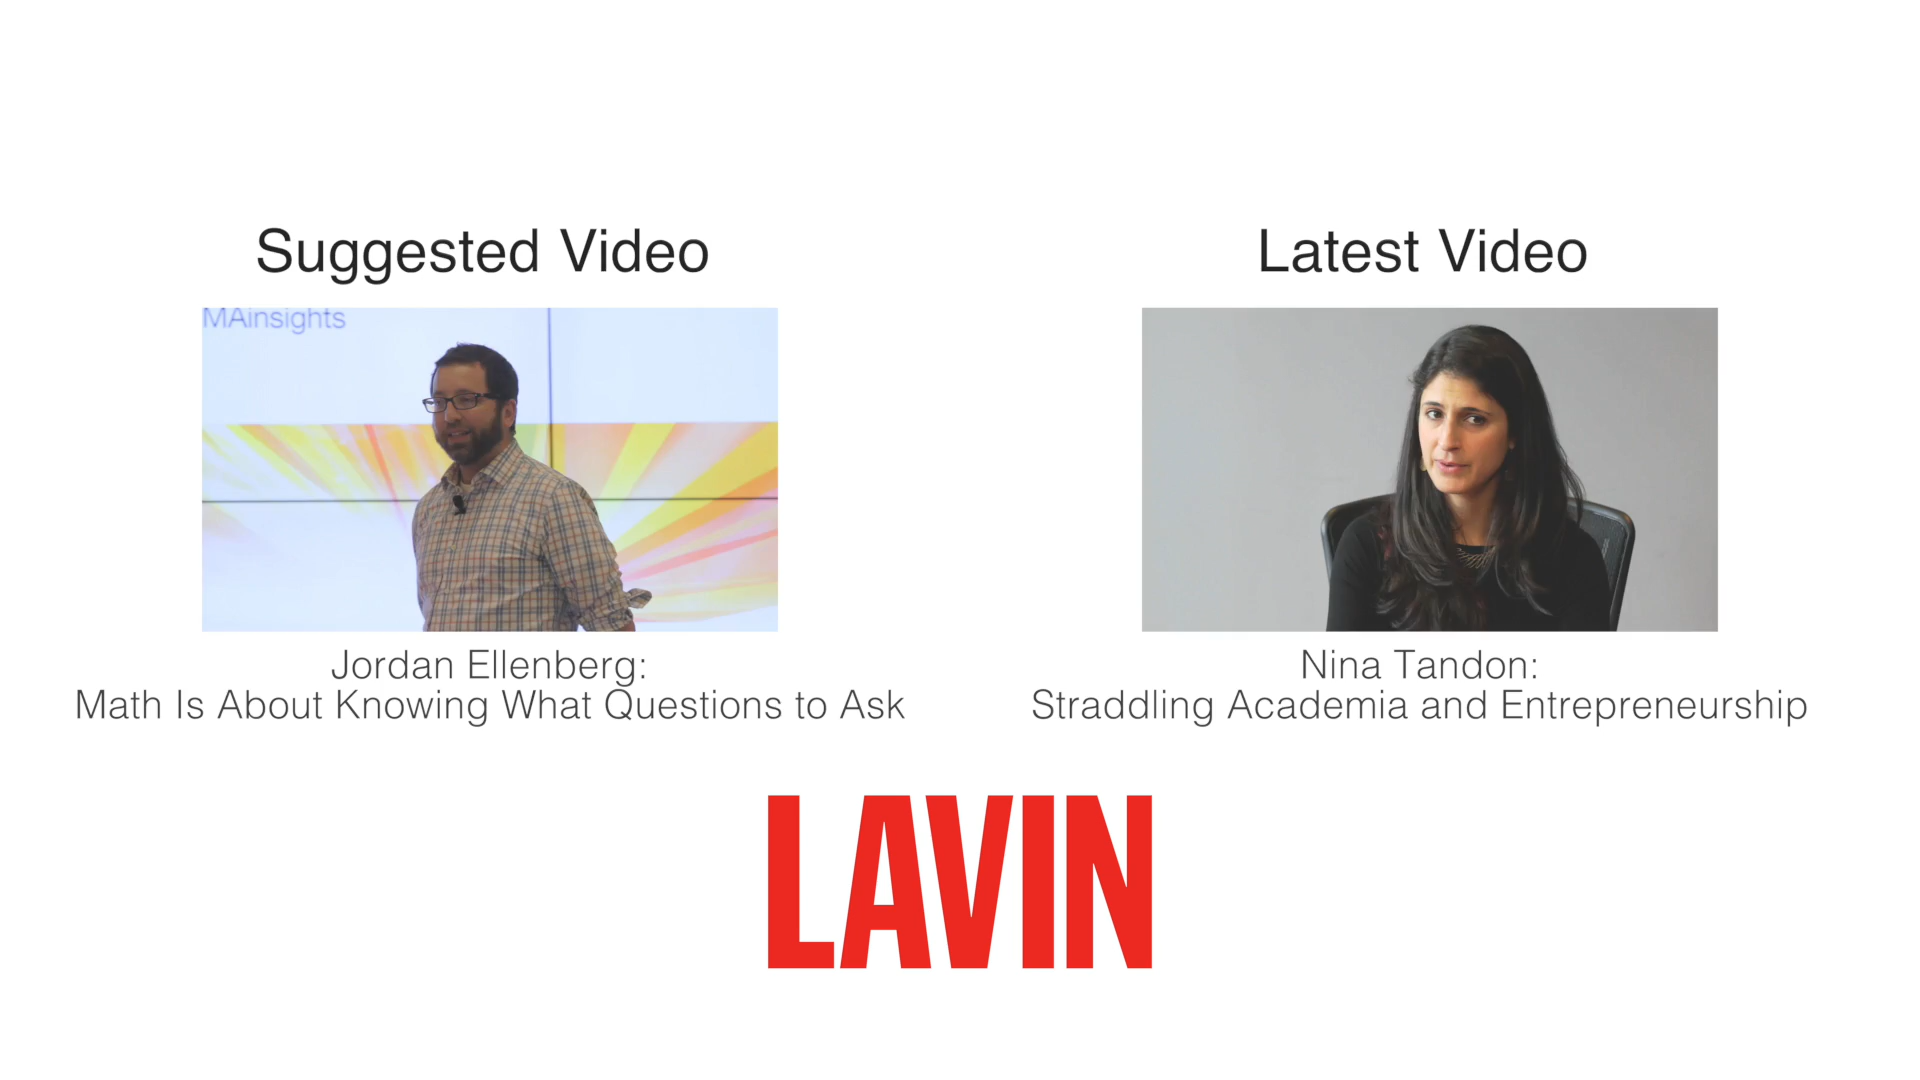 Suggested Video
MAinsights
Jordan Ellenberg:
Math Is About Knowing What Questions to Ask
Latest Video
Nina Tandon:
Straddling Academia and Entrepreneurship
LAVIN